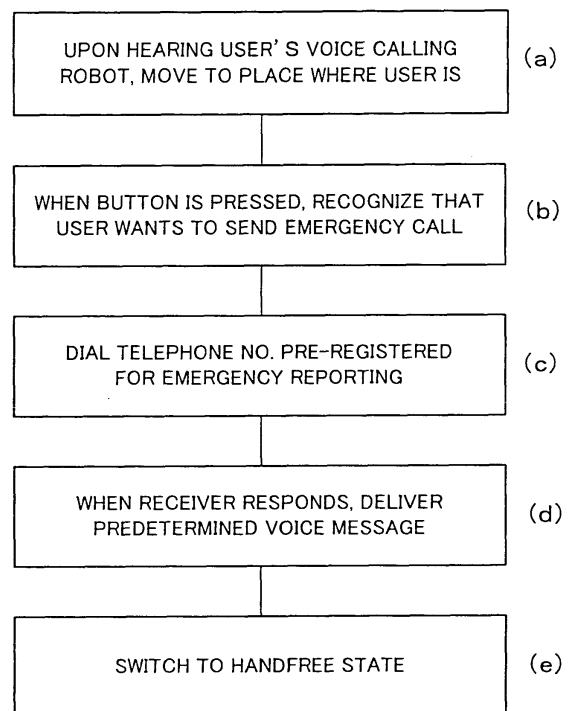 UPON HEARING USER'S VOICE CALLING
ROBOT, MOVE TO PLACE WHERE USER IS
(a)
WHEN BUTTON IS PRESSED, RECOGNIZE THAT
USER WANTS TO SEND EMERGENCY CALL
(b)
DIAL TELEPHONE NO. PRE-REGISTERED
FOR EMERGENCY REPORTING
(c)
WHEN RECEIVER RESPONDS, DELIVER
PREDETERMINED VOICE MESSAGE
(d)
SWITCH TO HANDFREE STATE
(e)